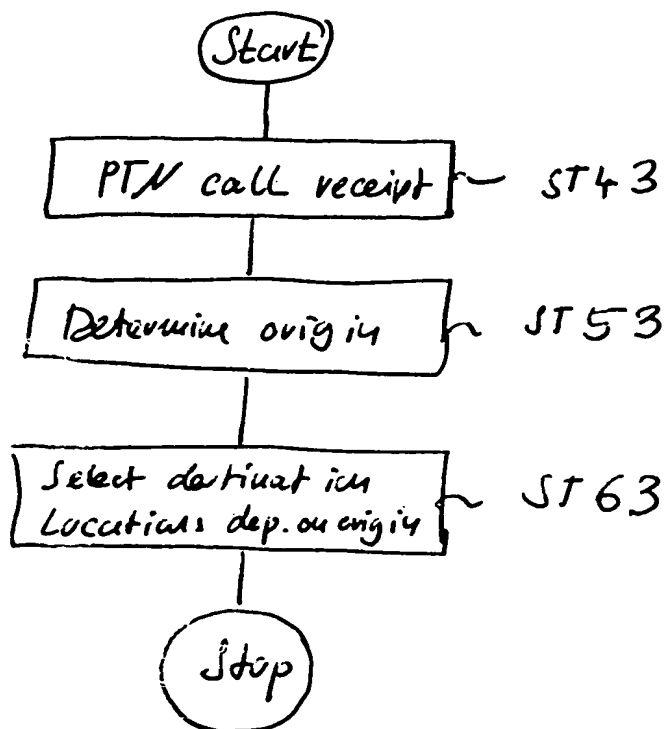 Start
PTN call receipt
ST43
Determine origin
ST53
Select destination
Locations dep. on origin
ST63
Stop